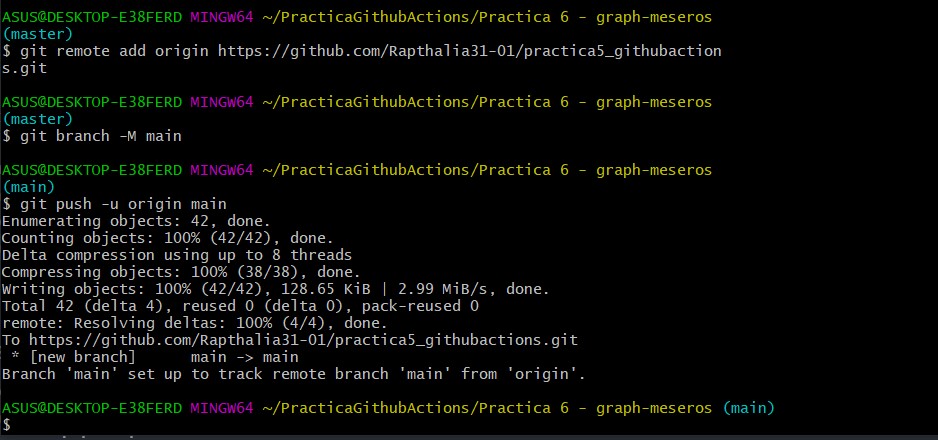 ASUS@DESKTOP-E38FERD MINGW64 ~/PracticaGithubActions/Practica 6 - graph-meseros
(master)
$ git remote add origin https://github.com/Rapthalia31-01/practica5_githubaction
s.git
ASUS@DESKTOP-E38FERD MINGW64 ~/PracticaGithubActions/Practica 6 - graph-meseros
(master)
$ git branch -M main
ASUS@DESKTOP-E38FERD MINGW64 ~/PracticaGithubActions/Practica 6 - graph-meseros
(main)
$ git push -u origin main
Enumerating objects: 42, done.
Counting objects: 100% (42/42), done.
Delta compression using up to 8 threads
Compressing objects: 100% (38/38), done.
Writing objects: 100% (42/42), 128.65 KiB | 2.99 MiB/s, done.
Total 42 (delta 4), reused 0 (delta 0), pack-reused 0
remote: Resolving deltas: 100% (4/4), done.
To https://github.com/Rapthalia31-01/practica5_githubactions.git
 * [new branch]      main -> main
Branch 'main' set up to track remote branch 'main' from 'origin'.
ASUS@DESKTOP-E38FERD MINGW64 ~/PracticaGithubActions/Practica 6 - graph-meseros (main)
$